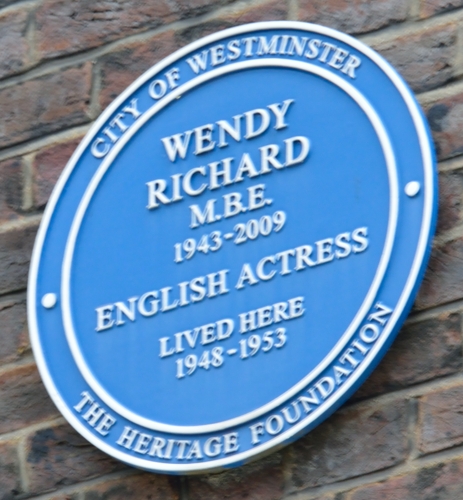 CITY OF WESTMINSTER
WENDY
RICHARD
M.B.E.
1943-2009
ENGLISH ACTRESS
LIVED HERE
1948-1953
THE HERITAGE FOUNDATION